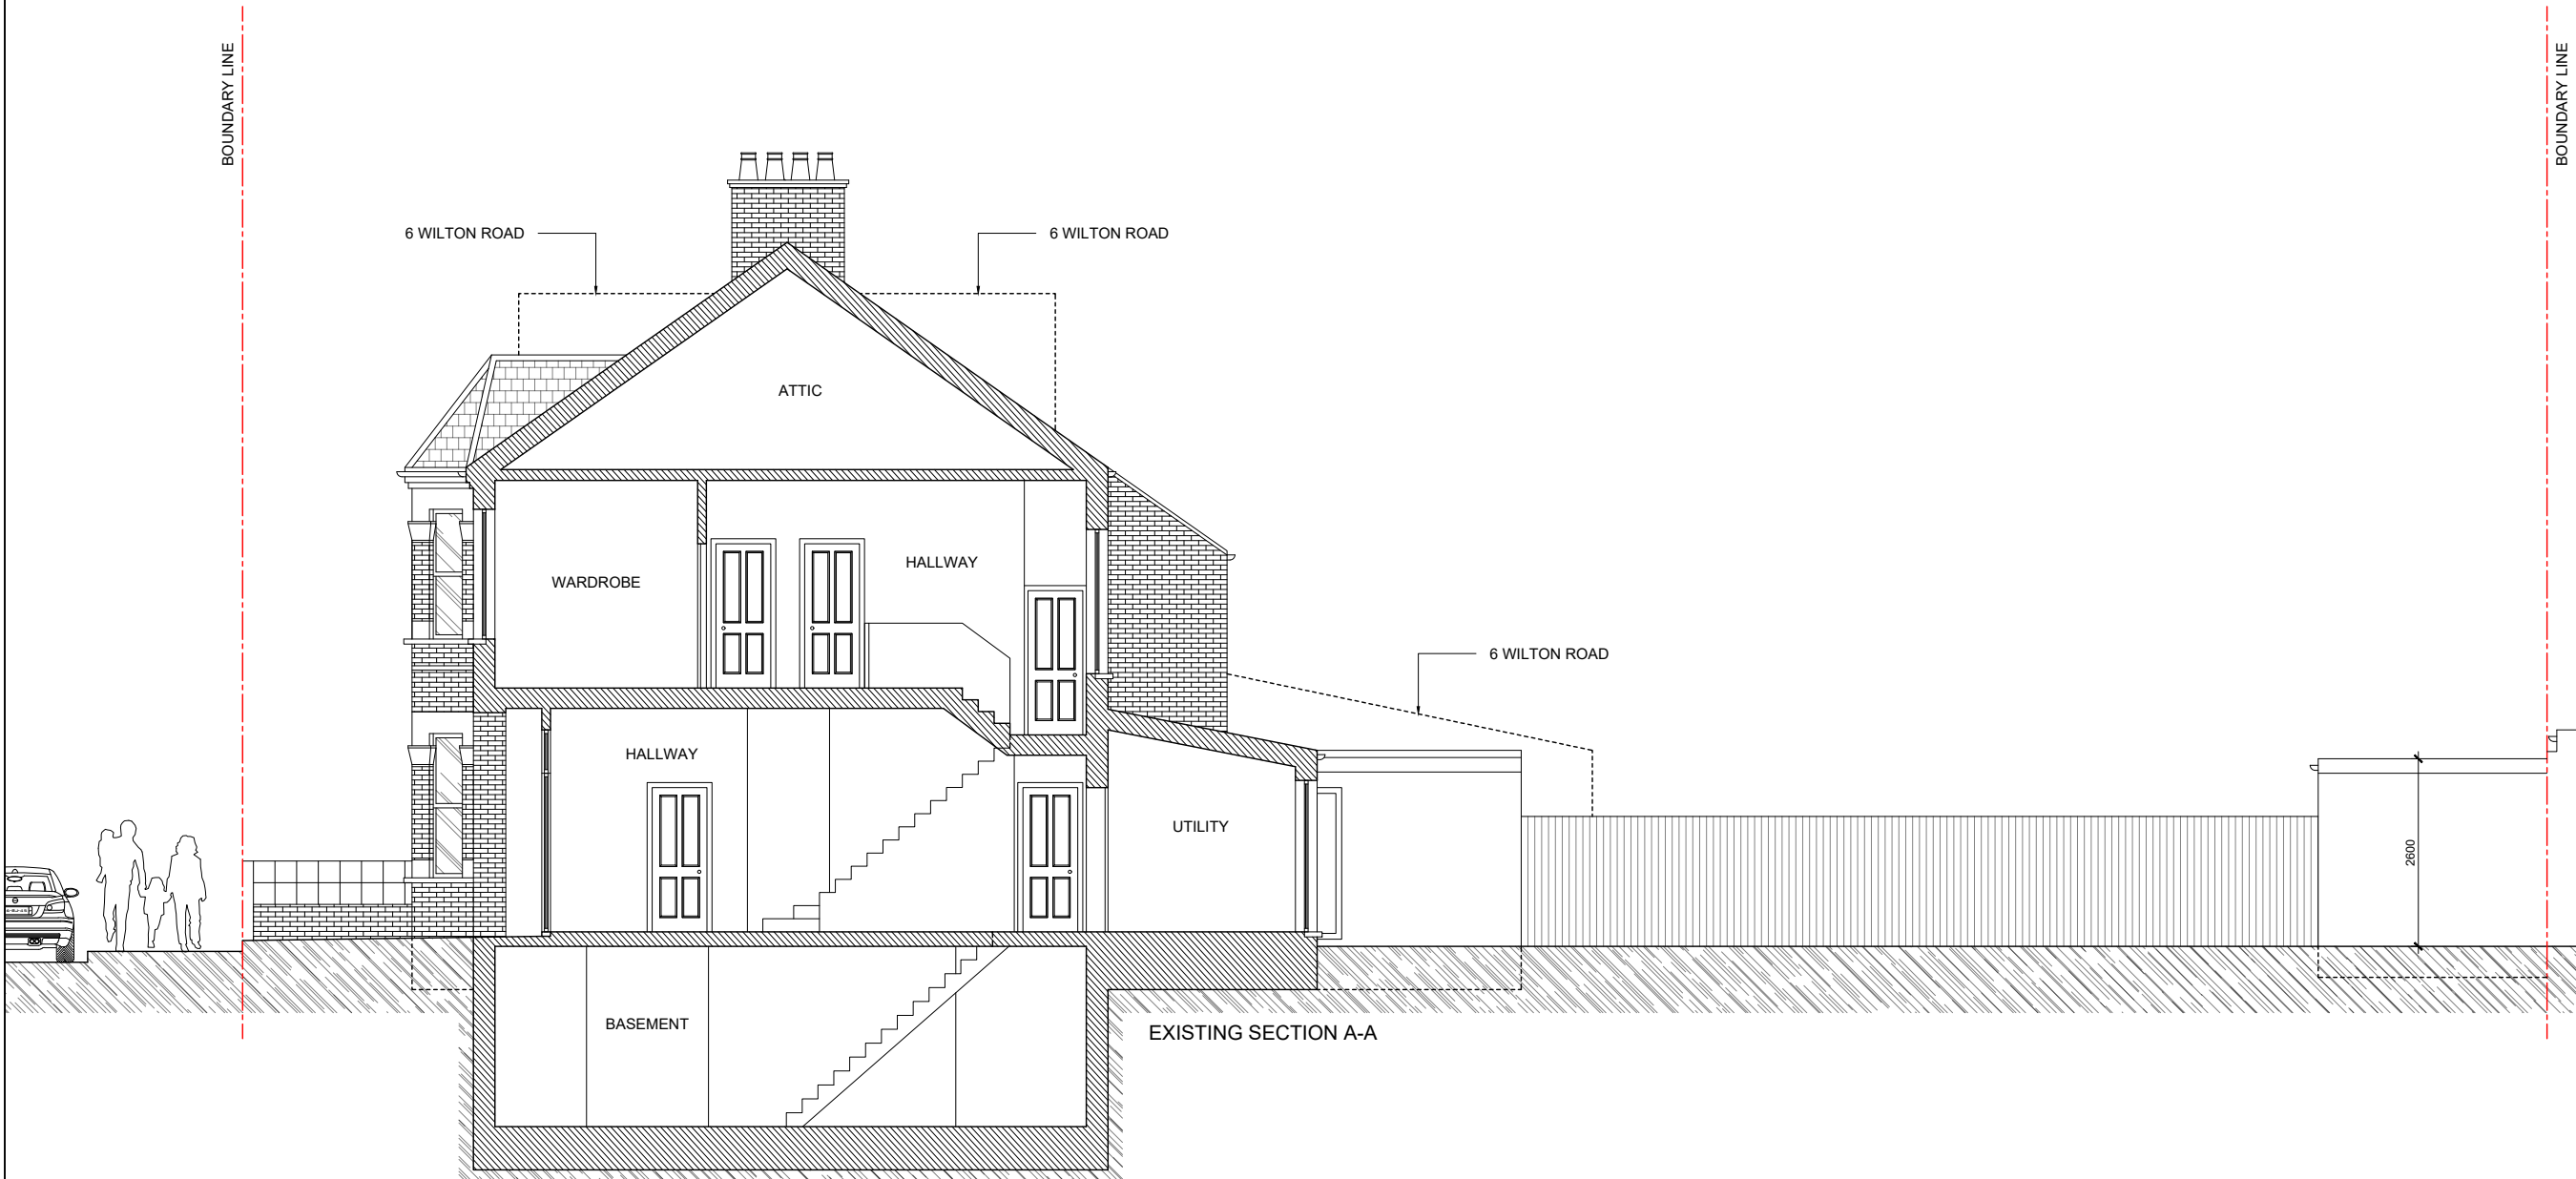 BOUNDARY LINE
BOUNDARY LINE
6 WILTON ROAD
6 WILTON ROAD
ATTIC
HALLWAY
WARDROBE
6 WILTON ROAD
HALLWAY
UTILITY
2600
BASEMENT
EXISTING SECTION A-A